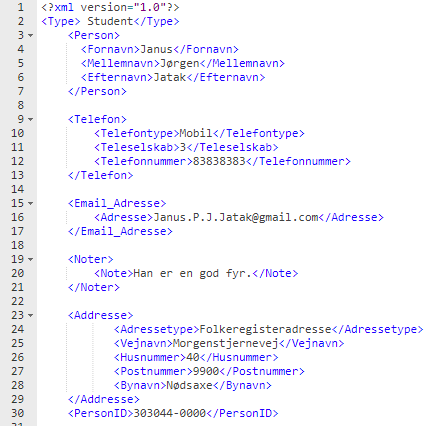 1 <?xml version="1.0"?>
2 <Type> Student</Type>
3 <Person>
4 <Fornavn>Janus</Fornavn>
5 <Mellemnavn>Jørgen</Mellemnavn>
6 <Efternavn>Jatak</Efternavn>
7 </Person>
8
9 <Telefon>
10 <Telefontype>Mobil</Telefontype>
11 <Teleselskab>3</Teleselskab>
12 <Telefonnummer>83838383</Telefonnummer>
13 </Telefon>
14
15 <Email_Adresse>
16 <Adresse>Janus.P.J.Jatak@gmail.com</Adresse>
17 </Email_Adresse>
18
19 <Noter>
20 <Note>Han er en god fyr.</Note>
21 </Noter>
22
23 <Addresse>
24 <Adressetype>Folkeregisteradresse</Adressetype>
25 <Vejnavn>Morgenstjernevej</Vejnavn>
26 <Husnummer>40</Husnummer>
27 <Postnummer>9900</Postnummer>
28 <Bynavn>Nødsaxe</Bynavn>
29 </Addresse>
30 <PersonID>303044-0000</PersonID>